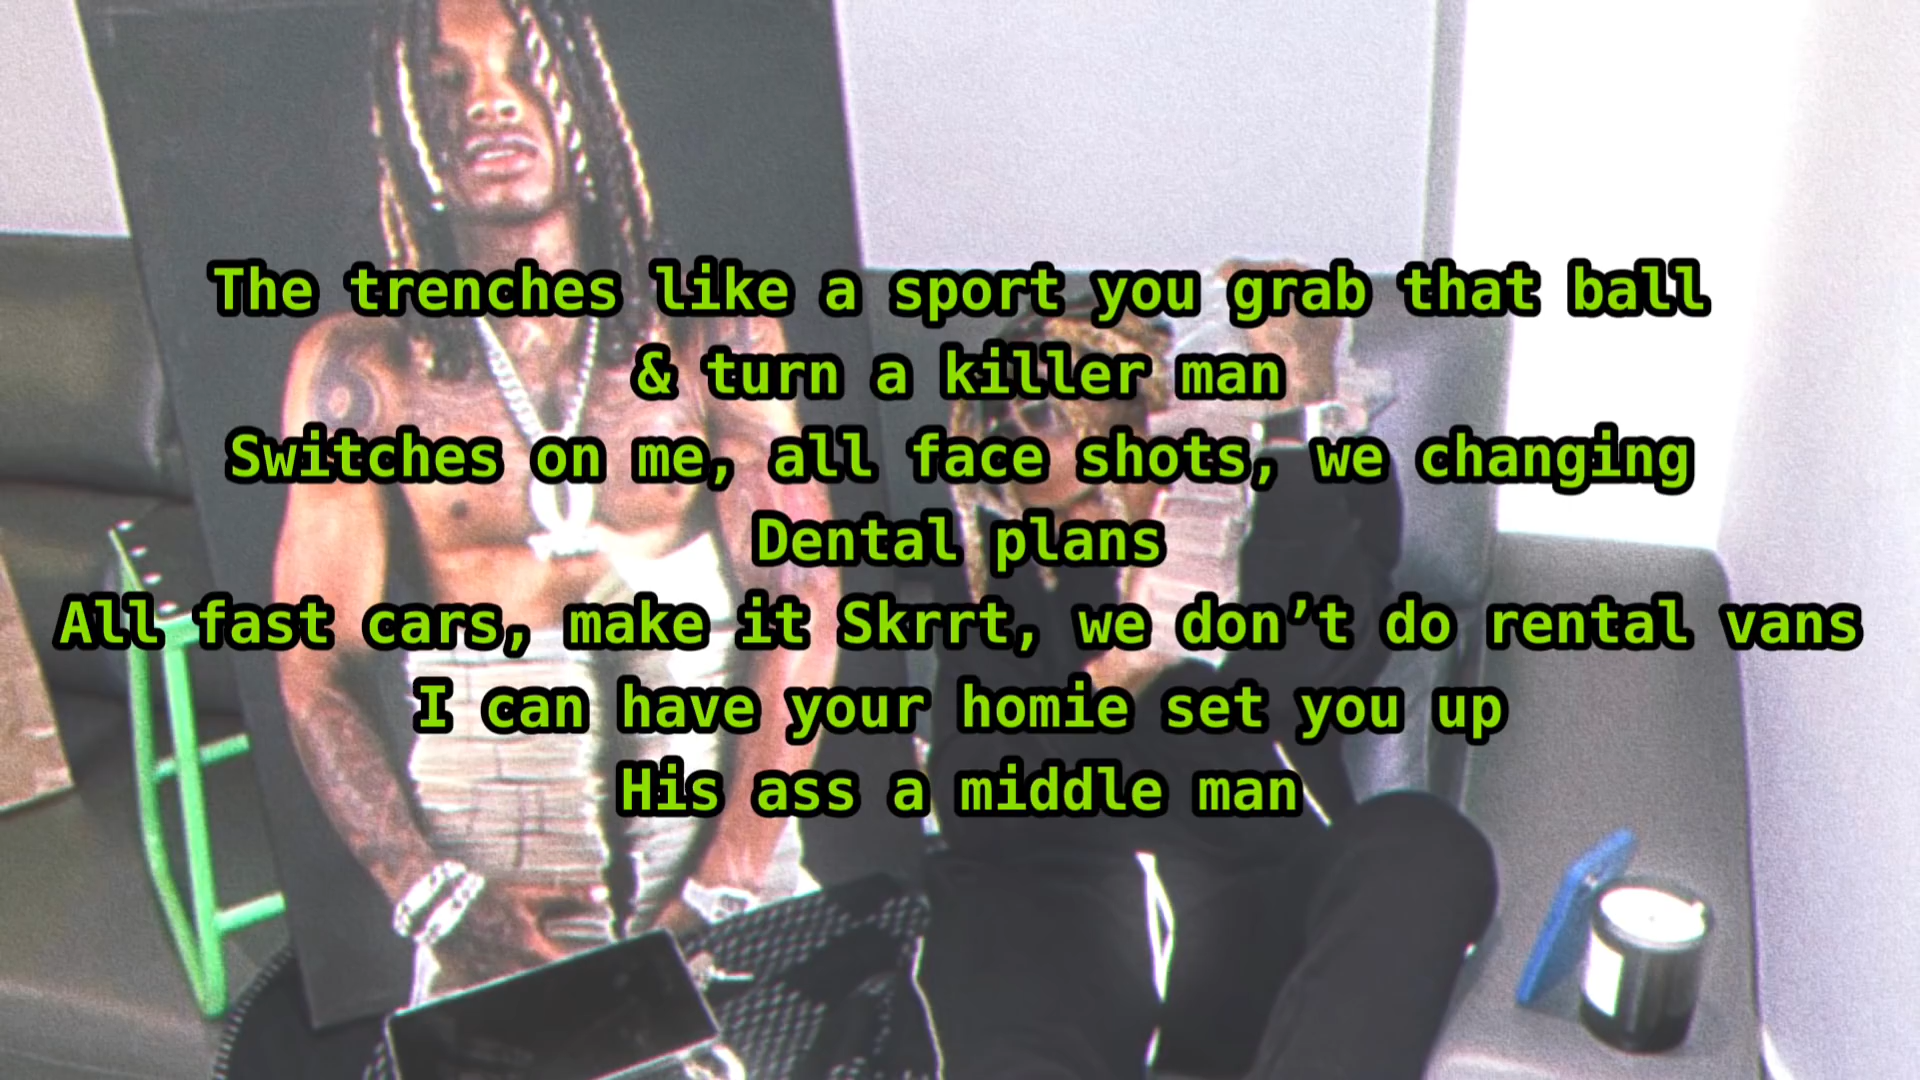 The trenches like a sport you grab that ball
& turn a killer man
Switches on me, all face shots, we changing
Dental plans
All fast cars, make it Skrrt, we don’t do rental vans
I can have your homie set you up
His ass a middle man